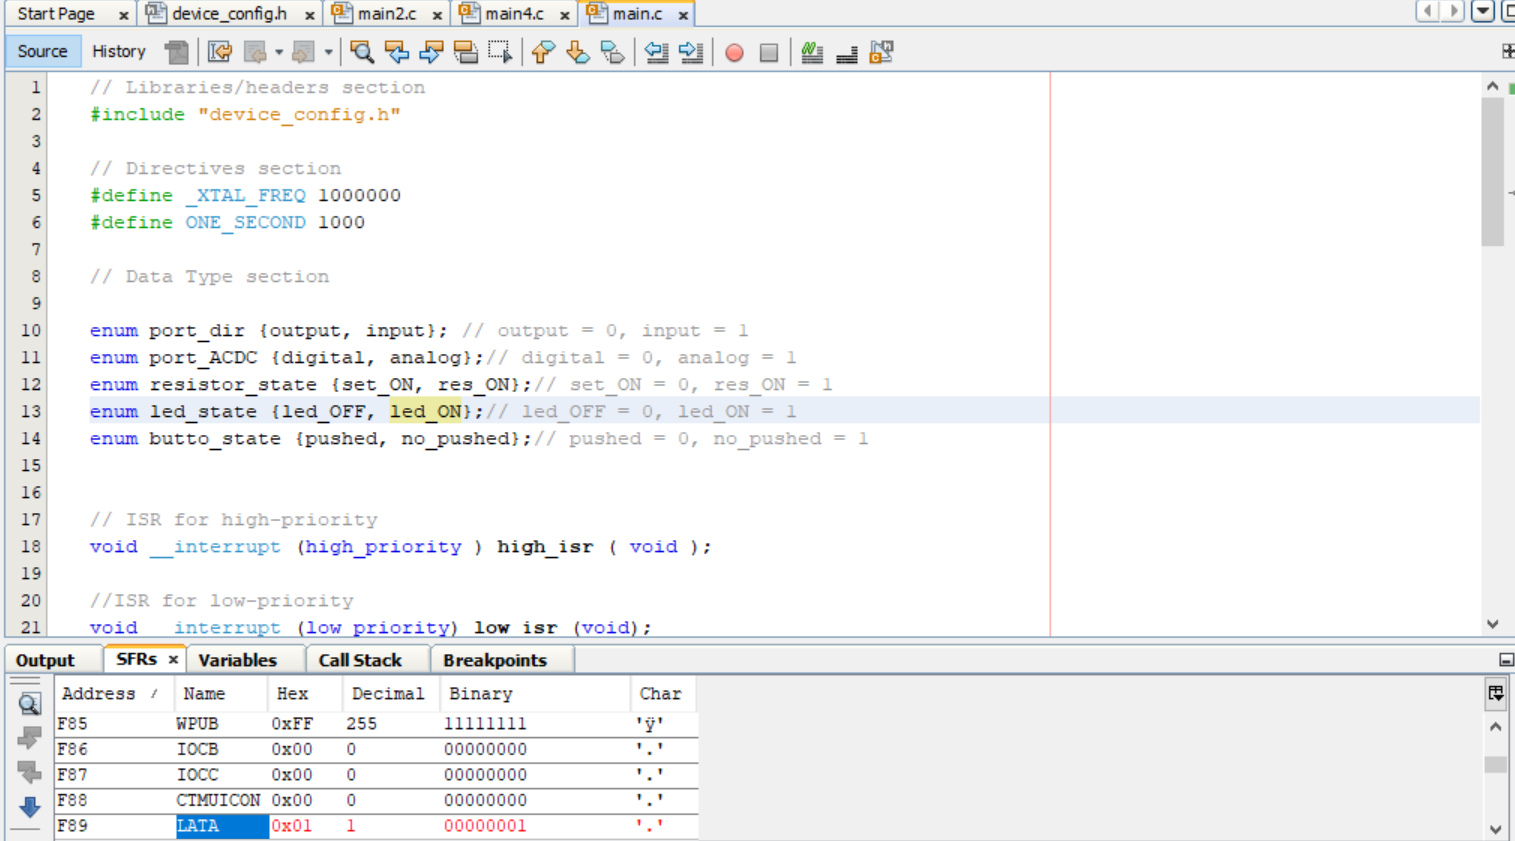 Start Page x device_config.h x main2.c x main4.c x main.c x
Source History
1 // Libraries/headers section
2 #include "device_config.h"
3
4 // Directives section
5 #define _XTAL_FREQ 1000000
6 #define ONE_SECOND 1000
7
8 // Data Type section
9
10 enum port_dir {output, input}; // output = 0, input = 1
11 enum port_ACDC {digital, analog};// digital = 0, analog = 1
12 enum resistor_state {set_ON, res_ON};// set_ON = 0, res_ON = 1
13 enum led_state {led_OFF, led_ON};// led_OFF = 0, led_ON = 1
14 enum butto_state {pushed, no_pushed};// pushed = 0, no_pushed = 1
15
16
17 // ISR for high-priority
18 void __interrupt (high_priority ) high_isr ( void );
19
20 //ISR for low-priority
21 void __interrupt (low_priority) low_isr (void);
Output SFRs x Variables Call Stack Breakpoints
Address / Name Hex Decimal Binary Char
F85 WPUB 0xFF 255 11111111 'ÿ'
F86 IOCB 0x00 0 00000000 '.'
F87 IOCC 0x00 0 00000000 '.'
F88 CTMUICON 0x00 0 00000000 '.'
F89 LATA 0x01 1 00000001 '.'